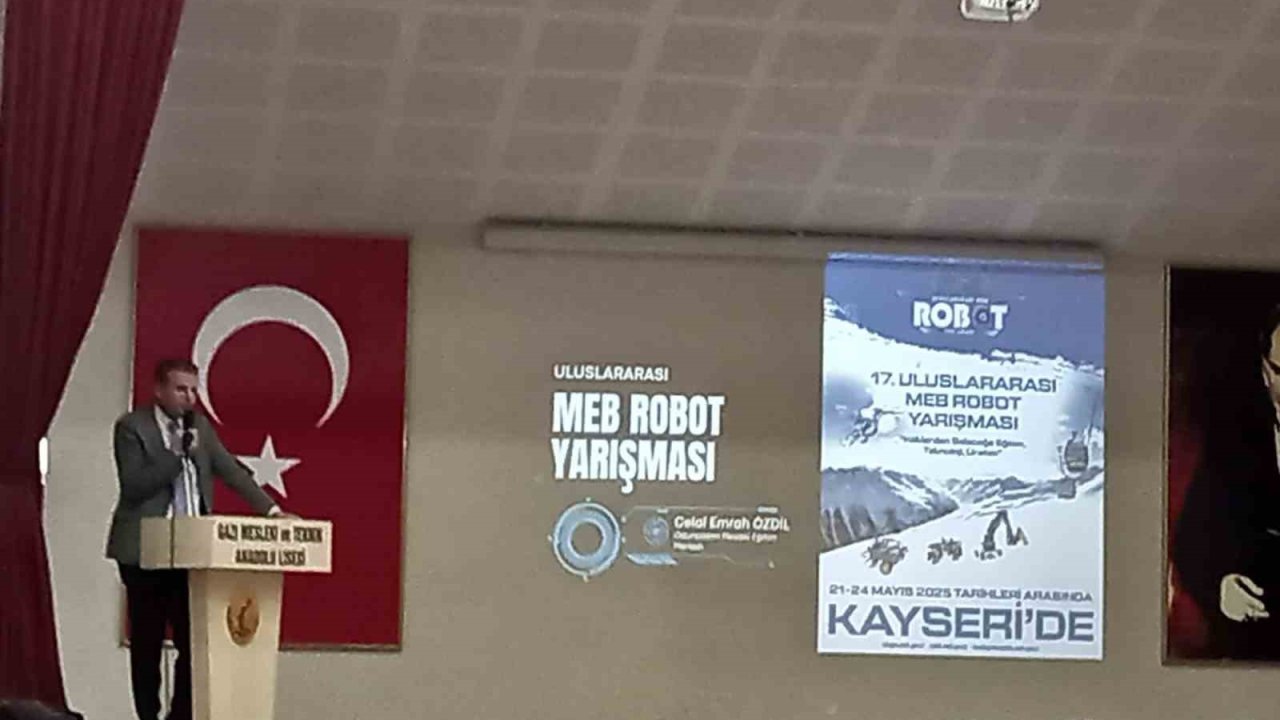 ULUSLARARASI
MEB ROBOT
YARIŞMASI
Celal Emrah ÖZDİL
ROBOT
17. ULUSLARARASI
MEB ROBOT
YARIŞMASI
21-24 MAYIS 2025 TARİHLERİ ARASINDA
KAYSERİ'DE
GAZİ MESLEKİ ve TEKNİK
ANADOLU LİSESİ